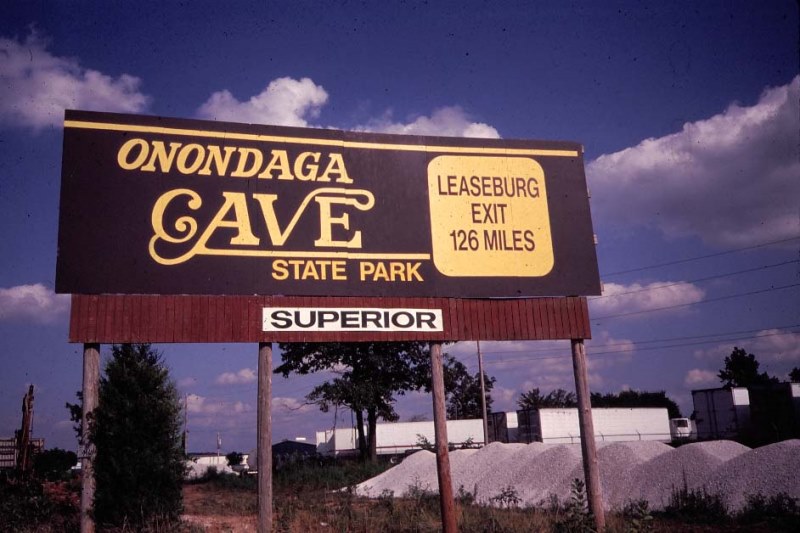 ONONDAGA
CAVE
STATE PARK
LEASEBURG
EXIT
126 MILES
SUPERIOR